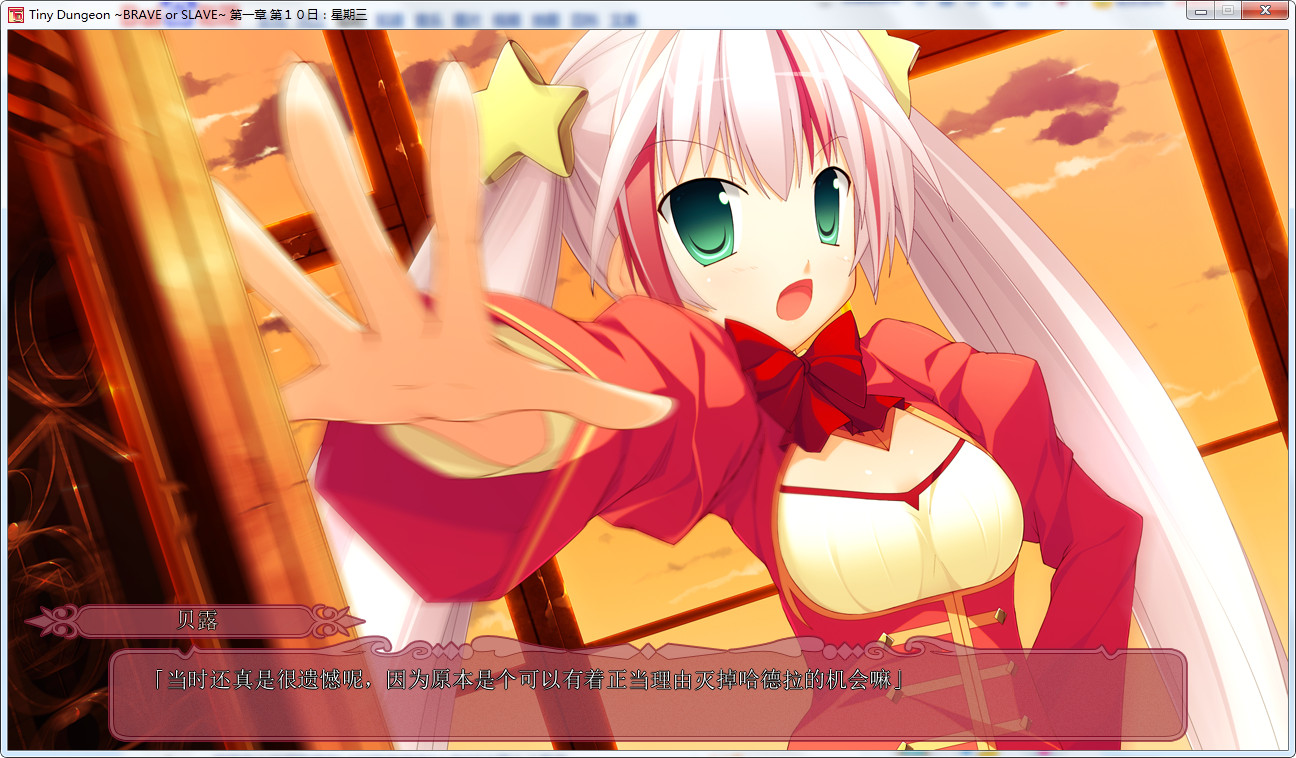 Tiny Dungeon ~BRAVE or SLAVE~ 第一章 第１０日：星期三
贝露
「当时还真是很遗憾呢，因为原本是个可以有着正当理由灭掉哈德拉的机会嘛」